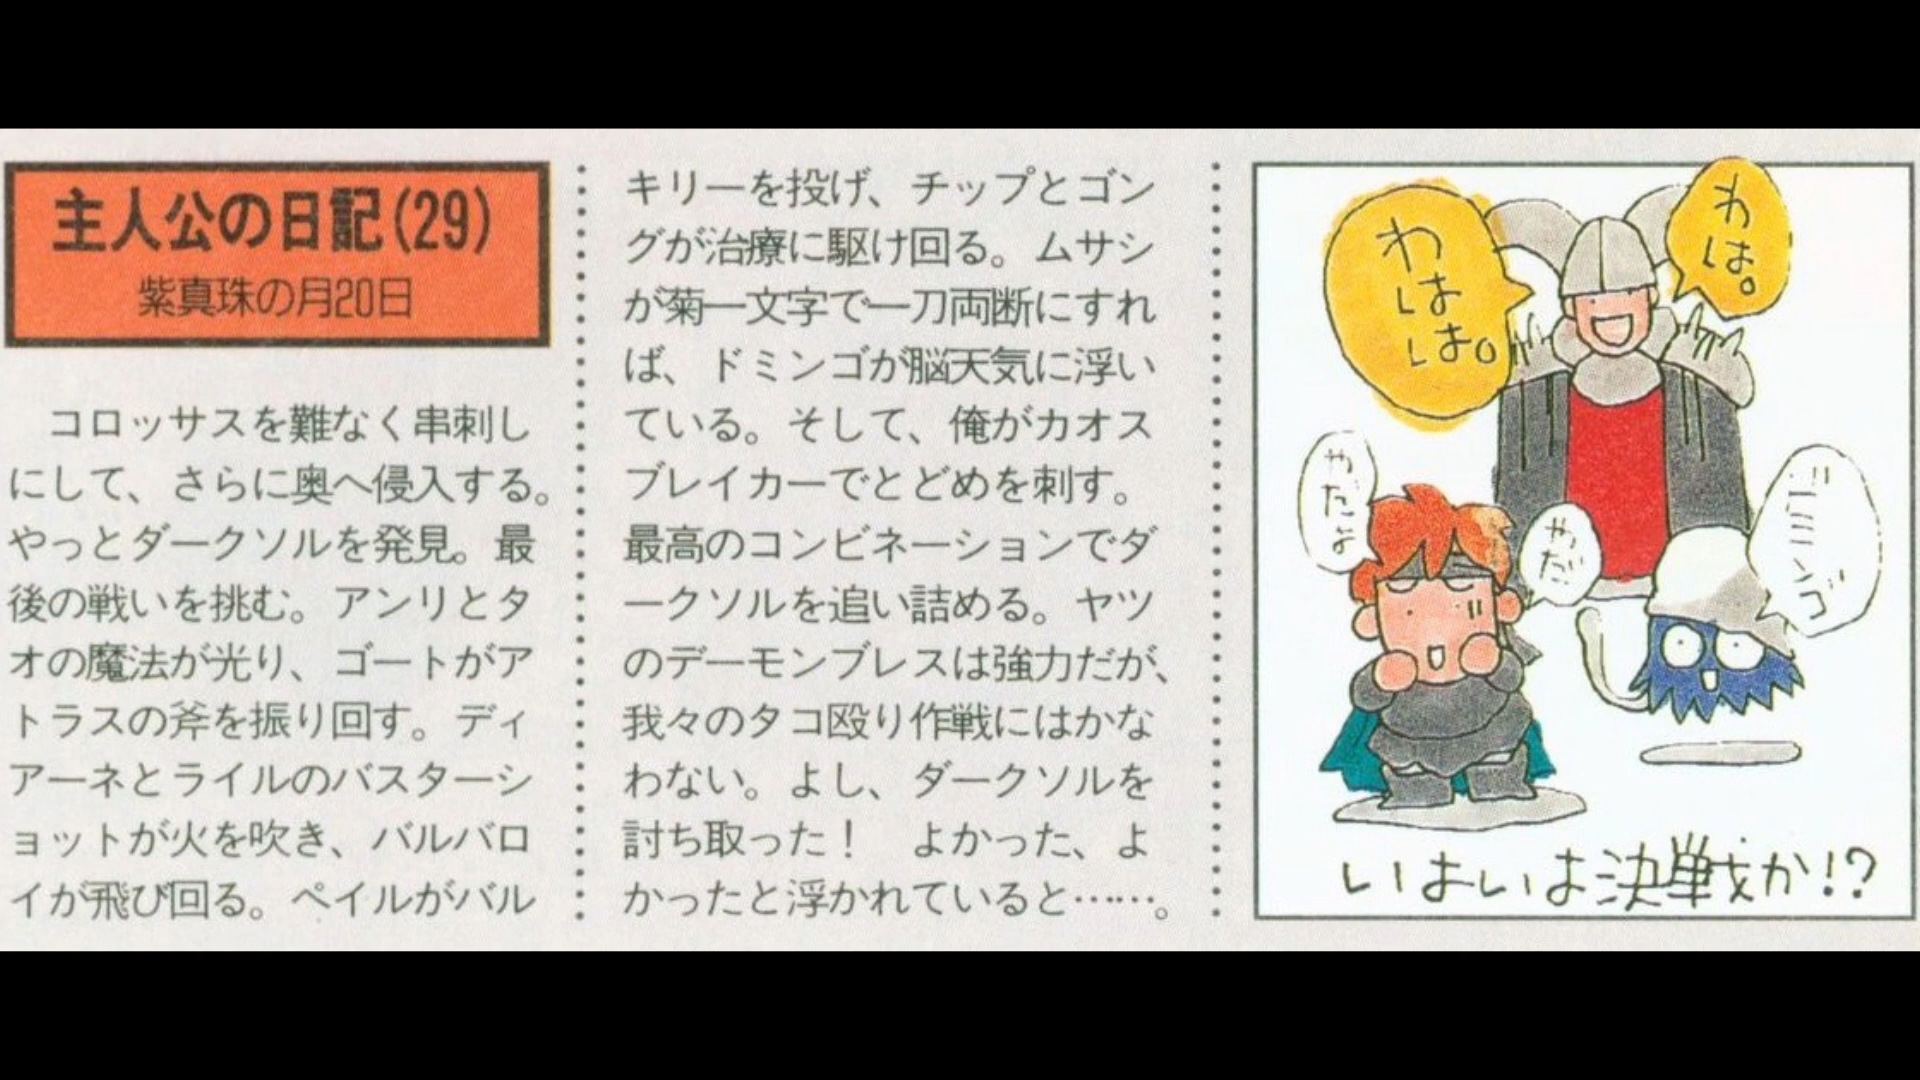 主人公の日記(29)
紫真珠の月20日
コロッサスを難なく串刺し
にして、さらに奥へ侵入する。
やっとダークソルを発見。最
後の戦いを挑む。アンリとタ
オの魔法が光り、ゴートがア
トラスの斧を振り回す。ディ
アーネとライルのバスターシ
ョットが火を吹き、バルバロ
イが飛び回る。ペイルがバル
キリーを投げ、チップとゴン
グが治療に駆け回る。ムサシ
が菊一文字で一刀両断にすれ
ば、ドミンゴが脳天気に浮い
ている。そして、俺がカオス
ブレイカーでとどめを刺す。
最高のコンビネーションでダ
ークソルを追い詰める。ヤツ
のデーモンブレスは強力だが、
我々のタコ殴り作戦にはかな
わない。よし、ダークソルを
討ち取った！　よかった、よ
かったと浮かれていると……。
わはは。
わは。
やだよ
やだ
ドミンゴ
いよいよ決戦か!?